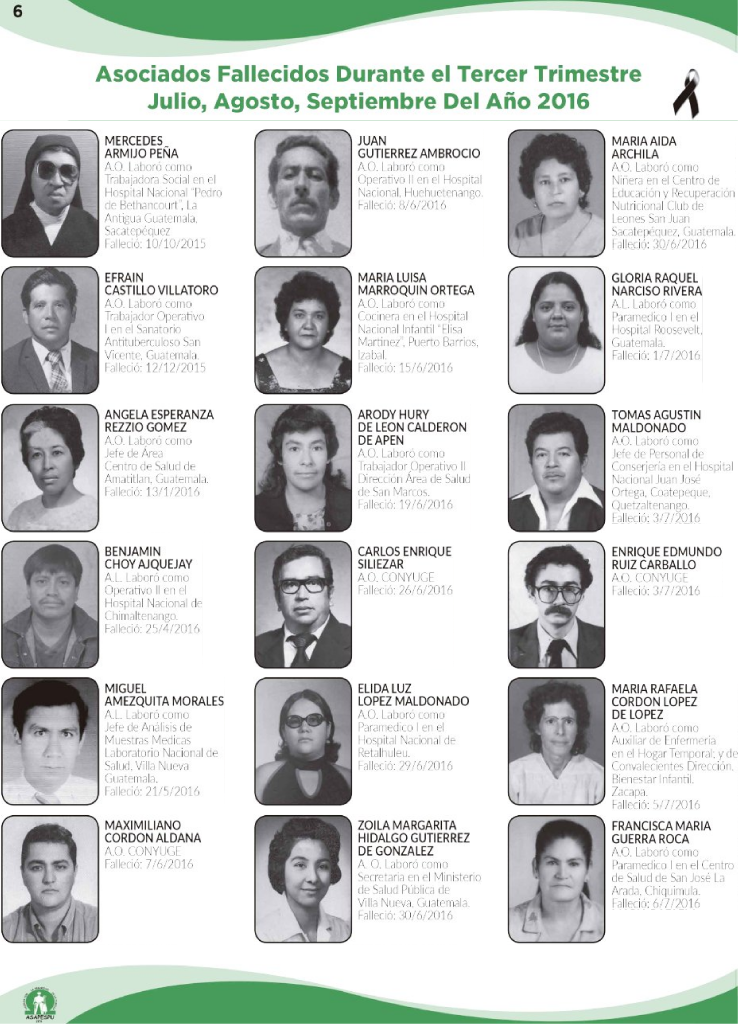 6
Asociados Fallecidos Durante el Tercer Trimestre
Julio, Agosto, Septiembre Del Año 2016
MERCEDES
ARMIJO PEÑA
A.O. Laboró como
Trabajadora Social en el
Hospital Nacional "Pedro
de Bethancourt", La
Antigua Guatemala,
Sacatepéquez
Falleció: 10/10/2015
EFRAIN
CASTILLO VILLATORO
A.O. Laboró como
Trabajador Operativo
I en el Sanatorio
Antituberculoso San
Vicente, Guatemala.
Falleció: 12/12/2015
ANGELA ESPERANZA
REZZIO GOMEZ
A.O. Laboró como
Jefe de Área
Centro de Salud de
Amatitlan, Guatemala.
Falleció: 13/1/2016
BENJAMIN
CHOY AJQUEJAY
A.L. Laboró como
Operativo II en el
Hospital Nacional de
Chimaltenango.
Falleció: 25/4/2016
MIGUEL
AMEZQUITA MORALES
A.L. Laboró como
Jefe de Análisis de
Muestras Medicas
Laboratorio Nacional de
Salud, Villa Nueva
Guatemala.
Falleció: 21/5/2016
MAXIMILIANO
CORDON ALDANA
A.O. CONYUGE
Falleció: 7/6/2016
JUAN
GUTIERREZ AMBROCIO
A.O. Laboró como
Operativo II en el Hospital
Nacional, Huehuetenango.
Falleció: 8/6/2016
MARIA LUISA
MARROQUIN ORTEGA
A.O. Laboró como
Cocinera en el Hospital
Nacional Infantil "Elisa
Martinez", Puerto Barrios,
Izabal.
Falleció: 15/6/2016
ARODY HURY
DE LEON CALDERON
DE APEN
A.O. Laboró como
Trabajador Operativo II
Dirección Área de Salud
de San Marcos.
Falleció: 19/6/2016
CARLOS ENRIQUE
SILIEZAR
A.O. CONYUGE
Falleció: 26/6/2016
ELIDA LUZ
LOPEZ MALDONADO
A.O. Laboró como
Paramedico I en el
Hospital Nacional de
Retalhuleu.
Falleció: 29/6/2016
ZOILA MARGARITA
HIDALGO GUTIERREZ
DE GONZALEZ
A. O. Laboró como
Secretaria en el Ministerio
de Salud Pública de
Villa Nueva, Guatemala.
Falleció: 30/6/2016
MARIA AIDA
ARCHILA
A.O. Laboró como
Niñera en el Centro de
Educación y Recuperación
Nutricional Club de
Leones San Juan
Sacatepéquez, Guatemala.
Falleció: 30/6/2016
GLORIA RAQUEL
NARCISO RIVERA
A.L. Laboró como
Paramedico I en el
Hospital Roosevelt,
Guatemala.
Falleció: 1/7/2016
TOMAS AGUSTIN
MALDONADO
A.O. Laboró como
Jefe de Personal de
Conserjería en el Hospital
Nacional Juan José
Ortega, Coatepeque,
Quetzaltenango.
Falleció: 3/7/2016
ENRIQUE EDMUNDO
RUIZ CARBALLO
A.O. CONYUGE
Falleció: 3/7/2016
MARIA RAFAELA
CORDON LOPEZ
DE LOPEZ
A.O. Laboró como
Auxiliar de Enfermería
en el Hogar Temporal; y de
Convalecientes Dirección.
Bienestar Infantil,
Zacapa.
Falleció: 5/7/2016
FRANCISCA MARIA
GUERRA ROCA
A.O. Laboró como
Paramedico I en el Centro
de Salud de San José La
Arada, Chiquimula.
Falleció: 6/7/2016
ASAPESPU